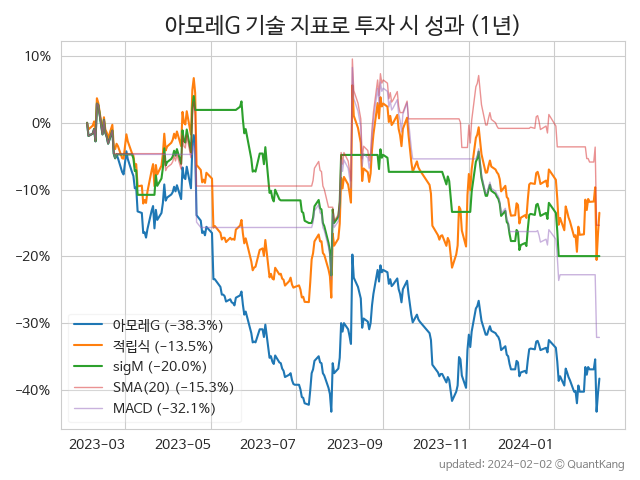 아모레G 기술 지표로 투자 시 성과 (1년)
10%
0%
−10%
−20%
−30%
−40%
아모레G (−38.3%)
적립식 (−13.5%)
sigM (−20.0%)
SMA(20) (−15.3%)
MACD (−32.1%)
2023−03
2023−05
2023−07
2023−09
2023−11
2024−01
updated: 2024−02−02 © QuantKang